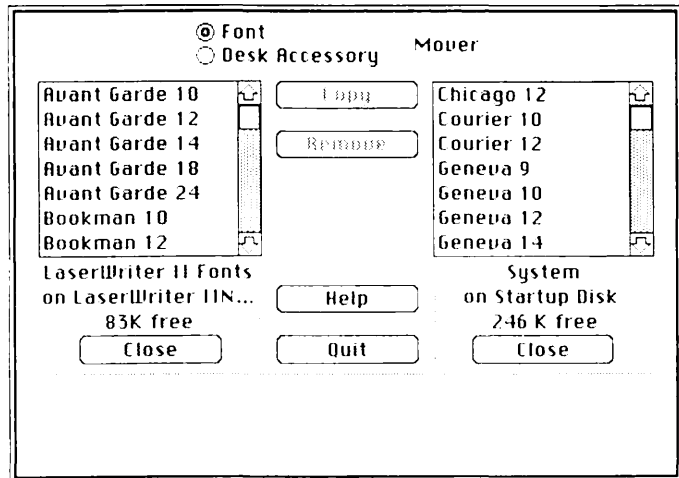 Font
Desk Accessory
Mover
Avant Garde 10
Avant Garde 12
Avant Garde 14
Avant Garde 18
Avant Garde 24
Bookman 10
Bookman 12
LaserWriter II Fonts
on LaserWriter IIN...
83K free
Close
Copy
Remove
Help
Quit
Chicago 12
Courier 10
Courier 12
Geneva 9
Geneva 10
Geneva 12
Geneva 14
System
on Startup Disk
246 K free
Close